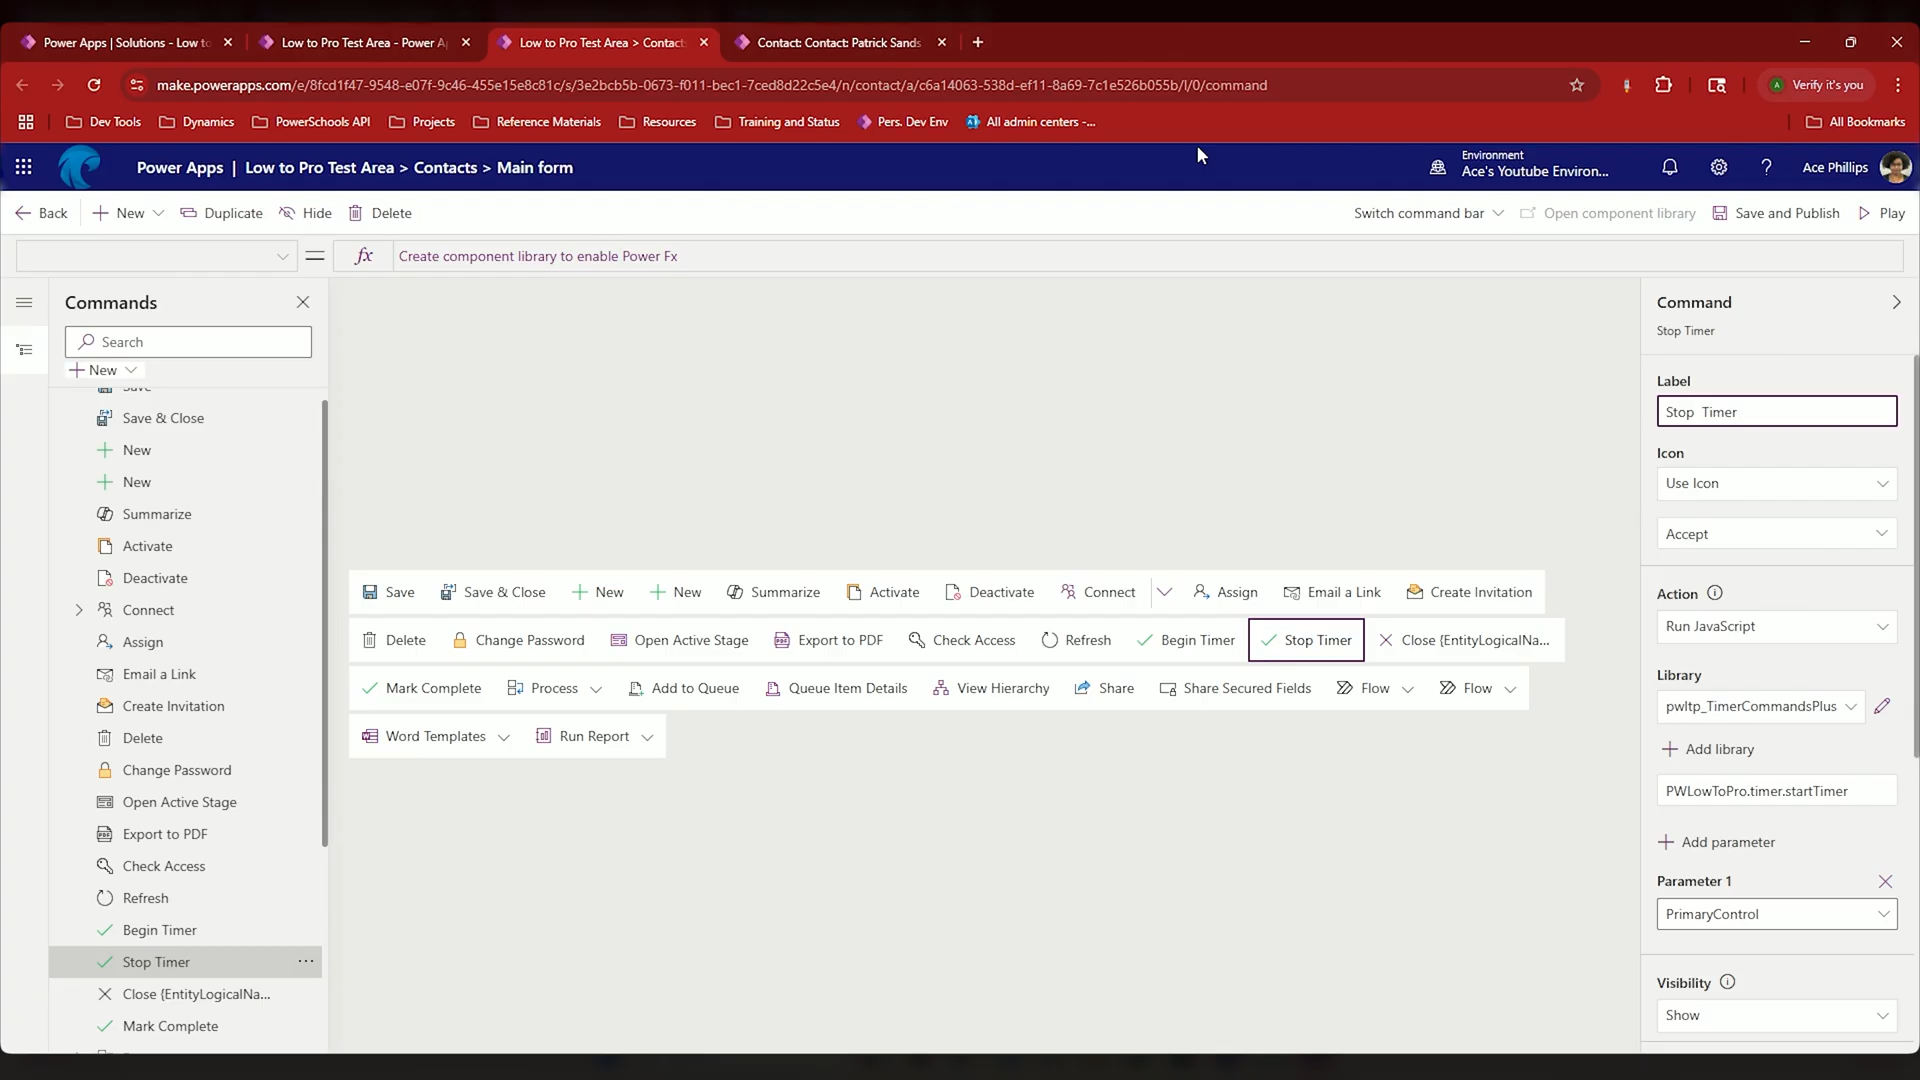 Power Apps | Solutions - Low to
Low to Pro Test Area - Power A
Low to Pro Test Area > Contact
Contact: Contact: Patrick Sands
make.powerapps.com/e/8fcd1f47-9548-e07f-9c46-455e15e8c81c/s/3e2bcb5b-0673-f011-bec1-7ced8d22c5e4/n/contact/a/c6a14063-538d-ef11-8a69-7c1e526b055b/l/0/command
A Verify it's you
Dev Tools
Dynamics
PowerSchools API
Projects
Reference Materials
Resources
Training and Status
Pers. Dev Env
All admin centers -...
All Bookmarks
Power Apps | Low to Pro Test Area > Contacts > Main form
Environment
Ace's Youtube Environ...
Ace Phillips
Back
New
Duplicate
Hide
Delete
Switch command bar
Open component library
Save and Publish
Play
fx
Create component library to enable Power Fx
Commands
Search
New
Save
Save & Close
New
New
Summarize
Activate
Deactivate
Connect
Assign
Email a Link
Create Invitation
Delete
Change Password
Open Active Stage
Export to PDF
Check Access
Refresh
Begin Timer
Stop Timer
Close {EntityLogicalNa...
Mark Complete
Save
Save & Close
New
New
Summarize
Activate
Deactivate
Connect
Assign
Email a Link
Create Invitation
Delete
Change Password
Open Active Stage
Export to PDF
Check Access
Refresh
Begin Timer
Stop Timer
Close {EntityLogicalNa...
Mark Complete
Process
Add to Queue
Queue Item Details
View Hierarchy
Share
Share Secured Fields
Flow
Flow
Word Templates
Run Report
Command
Stop Timer
Label
Stop  Timer
Icon
Use Icon
Accept
Action
Run JavaScript
Library
pwltp_TimerCommandsPlus
Add library
PWLowToPro.timer.startTimer
Add parameter
Parameter 1
PrimaryControl
Visibility
Show